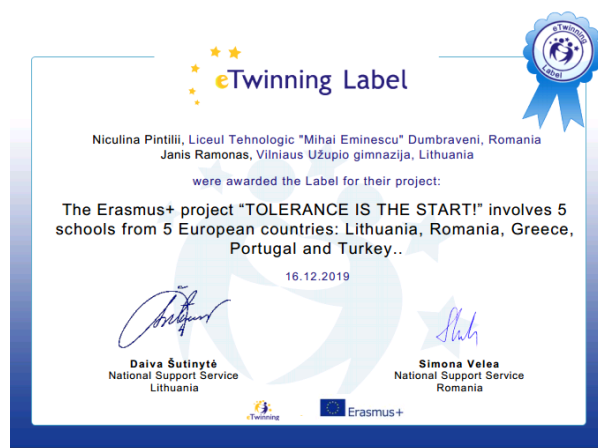 eTwinning
Label
eTwinning Label
Niculina Pintilii, Liceul Tehnologic "Mihai Eminescu" Dumbraveni, Romania
Janis Ramonas, Vilniaus Užupio gimnazija, Lithuania
were awarded the Label for their project:
The Erasmus+ project “TOLERANCE IS THE START!” involves 5
schools from 5 European countries: Lithuania, Romania, Greece,
Portugal and Turkey..
16.12.2019
Daiva Šutinytė
National Support Service
Lithuania
Simona Velea
National Support Service
Romania
eTwinning
Erasmus+